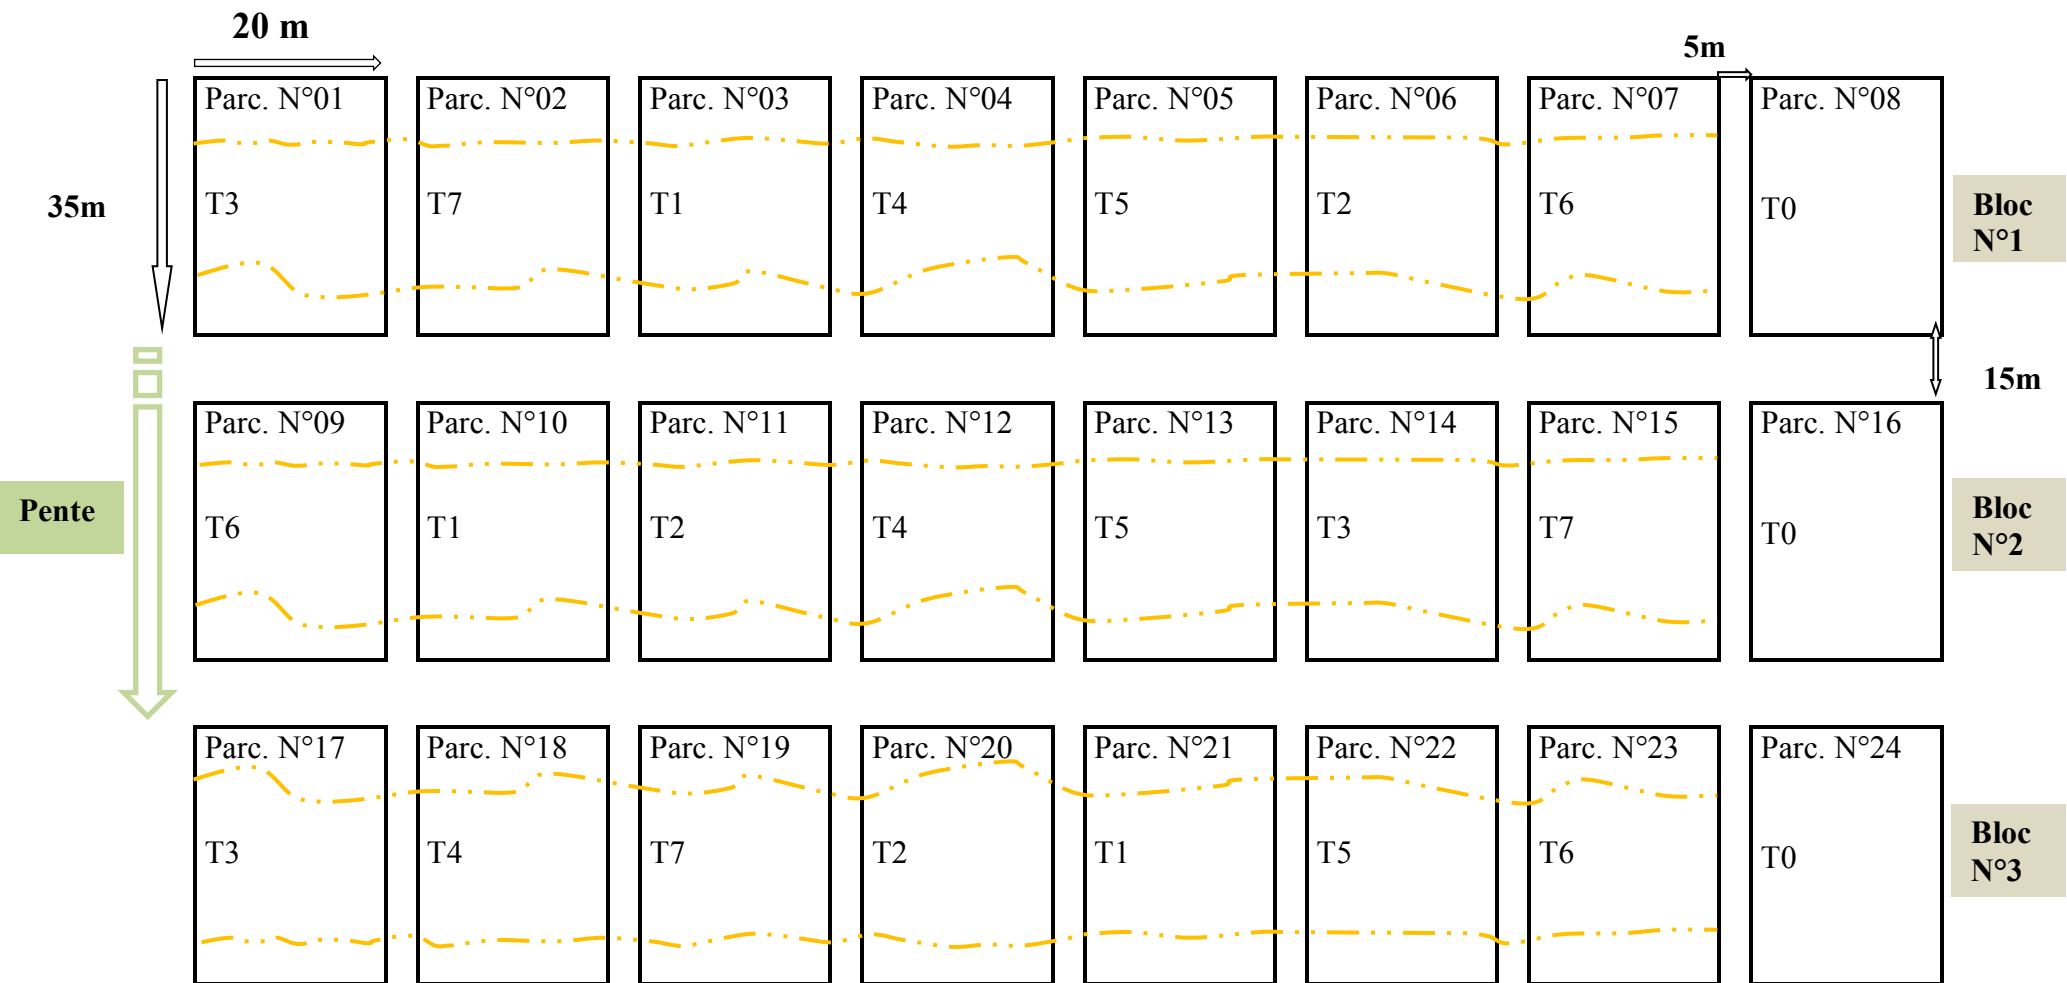 20 m
5m
Parc. N°01
Parc. N°02
Parc. N°03
Parc. N°04
Parc. N°05
Parc. N°06
Parc. N°07
Parc. N°08
35m
T3
T7
T1
T4
T5
T2
T6
T0
Bloc
N°1
15m
Parc. N°09
Parc. N°10
Parc. N°11
Parc. N°12
Parc. N°13
Parc. N°14
Parc. N°15
Parc. N°16
Pente
T6
T1
T2
T4
T5
T3
T7
T0
Bloc
N°2
Parc. N°17
Parc. N°18
Parc. N°19
Parc. N°20
Parc. N°21
Parc. N°22
Parc. N°23
Parc. N°24
T3
T4
T7
T2
T1
T5
T6
T0
Bloc
N°3